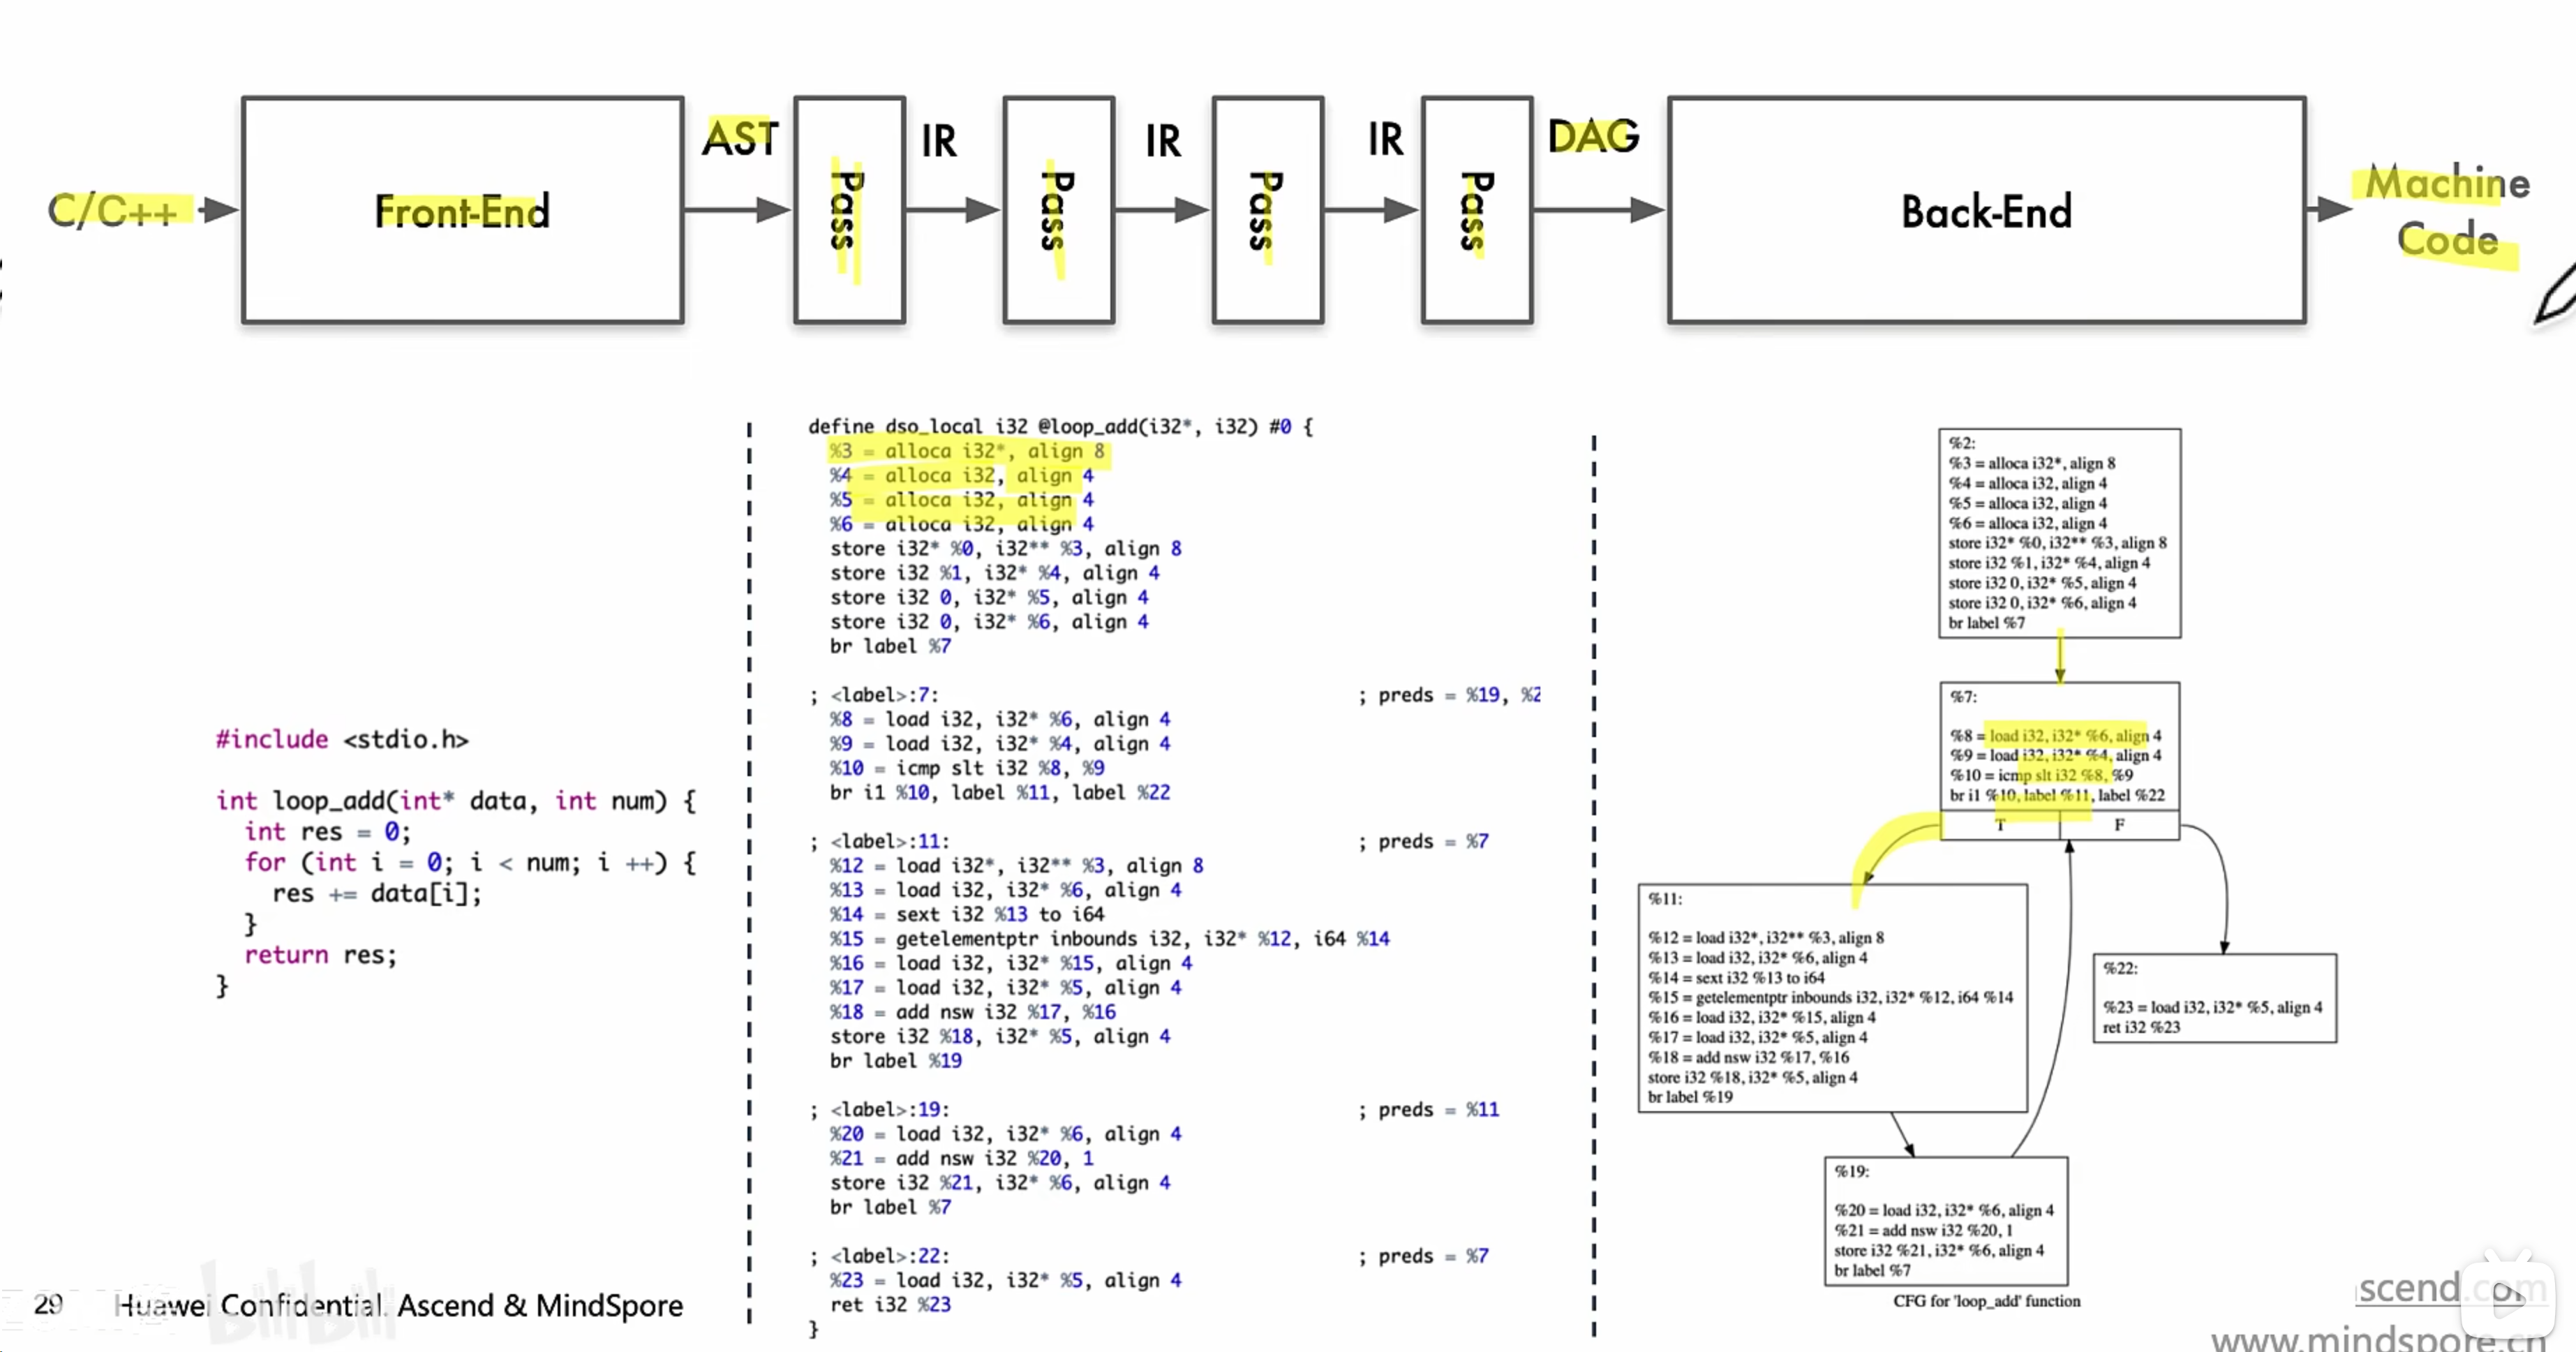 C/C++
Front-End
AST
Pass
IR
Pass
IR
Pass
IR
Pass
DAG
Back-End
Machine
Code
#include <stdio.h>
int loop_add(int* data, int num) {
  int res = 0;
  for (int i = 0; i < num; i ++) {
    res += data[i];
  }
  return res;
}
define dso_local i32 @loop_add(i32*, i32) #0 {
  %3 = alloca i32*, align 8
  %4 = alloca i32, align 4
  %5 = alloca i32, align 4
  %6 = alloca i32, align 4
  store i32* %0, i32** %3, align 8
  store i32 %1, i32* %4, align 4
  store i32 0, i32* %5, align 4
  store i32 0, i32* %6, align 4
  br label %7
; <label>:7: ; preds = %19, %2
  %8 = load i32, i32* %6, align 4
  %9 = load i32, i32* %4, align 4
  %10 = icmp slt i32 %8, %9
  br i1 %10, label %11, label %22
; <label>:11: ; preds = %7
  %12 = load i32*, i32** %3, align 8
  %13 = load i32, i32* %6, align 4
  %14 = sext i32 %13 to i64
  %15 = getelementptr inbounds i32, i32* %12, i64 %14
  %16 = load i32, i32* %15, align 4
  %17 = load i32, i32* %5, align 4
  %18 = add nsw i32 %17, %16
  store i32 %18, i32* %5, align 4
  br label %19
; <label>:19: ; preds = %11
  %20 = load i32, i32* %6, align 4
  %21 = add nsw i32 %20, 1
  store i32 %21, i32* %6, align 4
  br label %7
; <label>:22: ; preds = %7
  %23 = load i32, i32* %5, align 4
  ret i32 %23
}
%2:
%3 = alloca i32*, align 8
%4 = alloca i32, align 4
%5 = alloca i32, align 4
%6 = alloca i32, align 4
store i32* %0, i32** %3, align 8
store i32 %1, i32* %4, align 4
store i32 0, i32* %5, align 4
store i32 0, i32* %6, align 4
br label %7
%7:
%8 = load i32, i32* %6, align 4
%9 = load i32, i32* %4, align 4
%10 = icmp slt i32 %8, %9
br i1 %10, label %11, label %22
T F
%11:
%12 = load i32*, i32** %3, align 8
%13 = load i32, i32* %6, align 4
%14 = sext i32 %13 to i64
%15 = getelementptr inbounds i32, i32* %12, i64 %14
%16 = load i32, i32* %15, align 4
%17 = load i32, i32* %5, align 4
%18 = add nsw i32 %17, %16
store i32 %18, i32* %5, align 4
br label %19
%22:
%23 = load i32, i32* %5, align 4
ret i32 %23
%19:
%20 = load i32, i32* %6, align 4
%21 = add nsw i32 %20, 1
store i32 %21, i32* %6, align 4
br label %7
CFG for 'loop_add' function
29 Huawei Confidential. Ascend & MindSpore
bilibili
scend.com
www.mindspore.cn